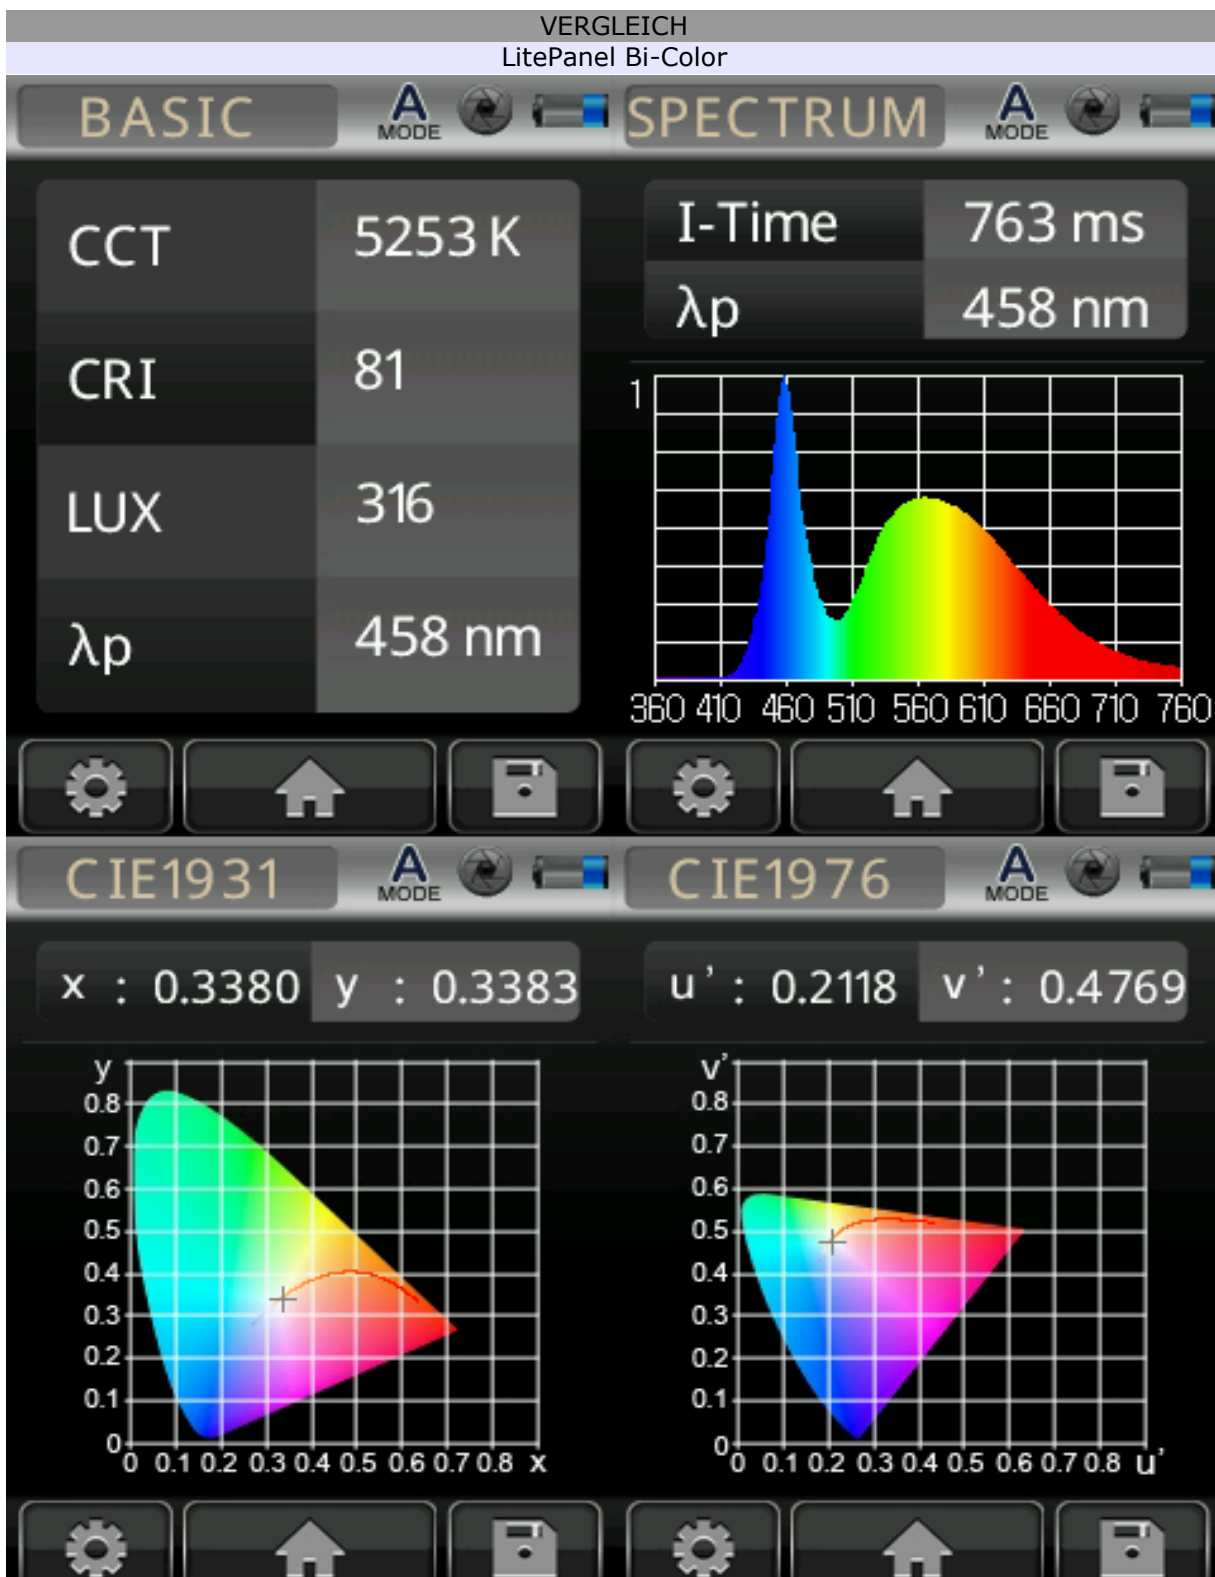 VERGLEICH
LitePanel Bi-Color
BASIC
A
MODE
CCT 5253 K
CRI 81
LUX 316
λp 458 nm
SPECTRUM
A
MODE
I-Time 763 ms
λp 458 nm
1
360 410 460 510 560 610 660 710 760
CIE1931
A
MODE
x : 0.3380 y : 0.3383
y
0.8
0.7
0.6
0.5
0.4
0.3
0.2
0.1
0
0 0.1 0.2 0.3 0.4 0.5 0.6 0.7 0.8 x
CIE1976
A
MODE
u' : 0.2118 v' : 0.4769
v'
0.8
0.7
0.6
0.5
0.4
0.3
0.2
0.1
0
0 0.1 0.2 0.3 0.4 0.5 0.6 0.7 0.8 u'